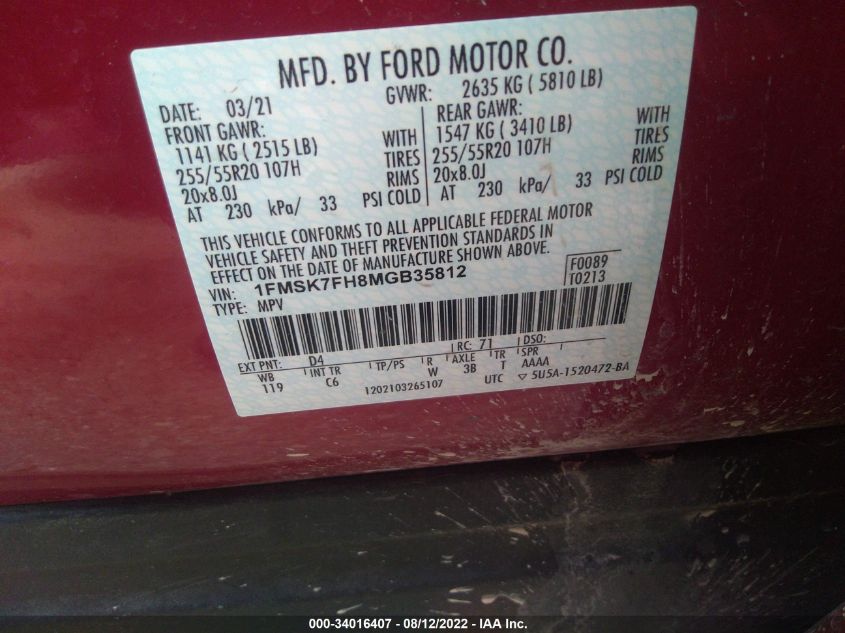 MFD. BY FORD MOTOR CO.
DATE: 03/21 GVWR: 2635 KG ( 5810 LB)
FRONT GAWR: REAR GAWR:
1141 KG ( 2515 LB) WITH 1547 KG ( 3410 LB) WITH
255/55R20 107H TIRES 255/55R20 107H TIRES
20x8.0J RIMS 20x8.0J RIMS
AT 230 kPa/ 33 PSI COLD AT 230 kPa/ 33 PSI COLD
THIS VEHICLE CONFORMS TO ALL APPLICABLE FEDERAL MOTOR
VEHICLE SAFETY AND THEFT PREVENTION STANDARDS IN
EFFECT ON THE DATE OF MANUFACTURE SHOWN ABOVE.
VIN: 1FMSK7FH8MGB35812 F0089
TYPE: MPV T0213
EXT PNT: D4 RC: 71 DSO:
WB INT TR TP/PS R AXLE TR SPR
119 C6 W 3B T AAAA
1202103265107 UTC ▽ 5U5A-1520472-BA
000-34016407 - 08/12/2022 - IAA Inc.